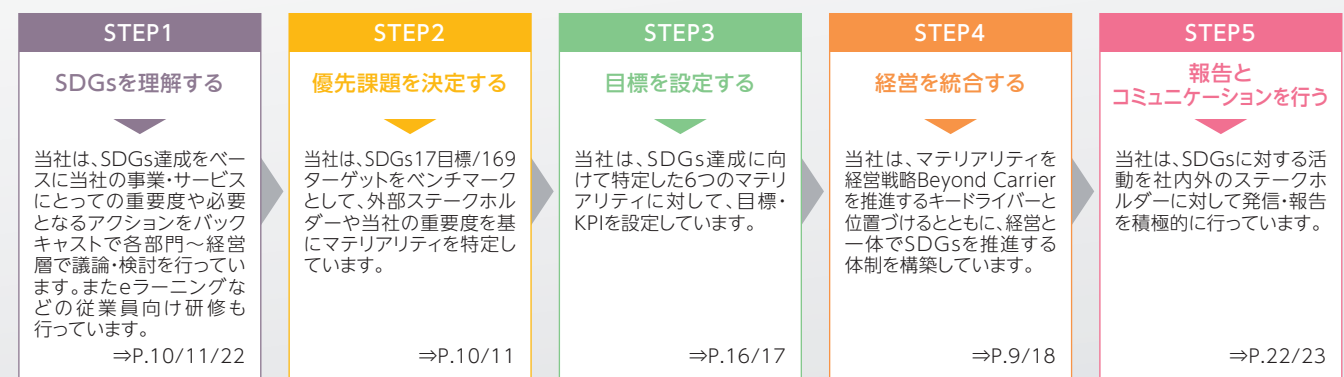 STEP1
SDGsを理解する
当社は、SDGs達成をベー
スに当社の事業・サービス
にとっての重要度や必要
となるアクションをバック
キャストで各部門〜経営
層で議論・検討を行ってい
ます。またeラーニングな
どの従業員向け研修も
行っています。
⇒P.10/11/22
STEP2
優先課題を決定する
当社は、SDGs17目標/169
ターゲットをベンチマーク
として、外部ステークホル
ダーや当社の重要度を基
にマテリアリティを特定し
ています。
⇒P.10/11
STEP3
目標を設定する
当社は、SDGs達成に向
けて特定した6つのマテリ
アリティに対して、目標・
KPIを設定しています。
⇒P.16/17
STEP4
経営を統合する
当社は、マテリアリティを
経営戦略Beyond Carrier
を推進するキードライバーと
位置づけるとともに、経営と
一体でSDGsを推進する
体制を構築しています。
⇒P.9/18
STEP5
報告と
コミュニケーションを行う
当社は、SDGsに対する活
動を社内外のステークホ
ルダーに対して発信・報告
を積極的に行っています。
⇒P.22/23